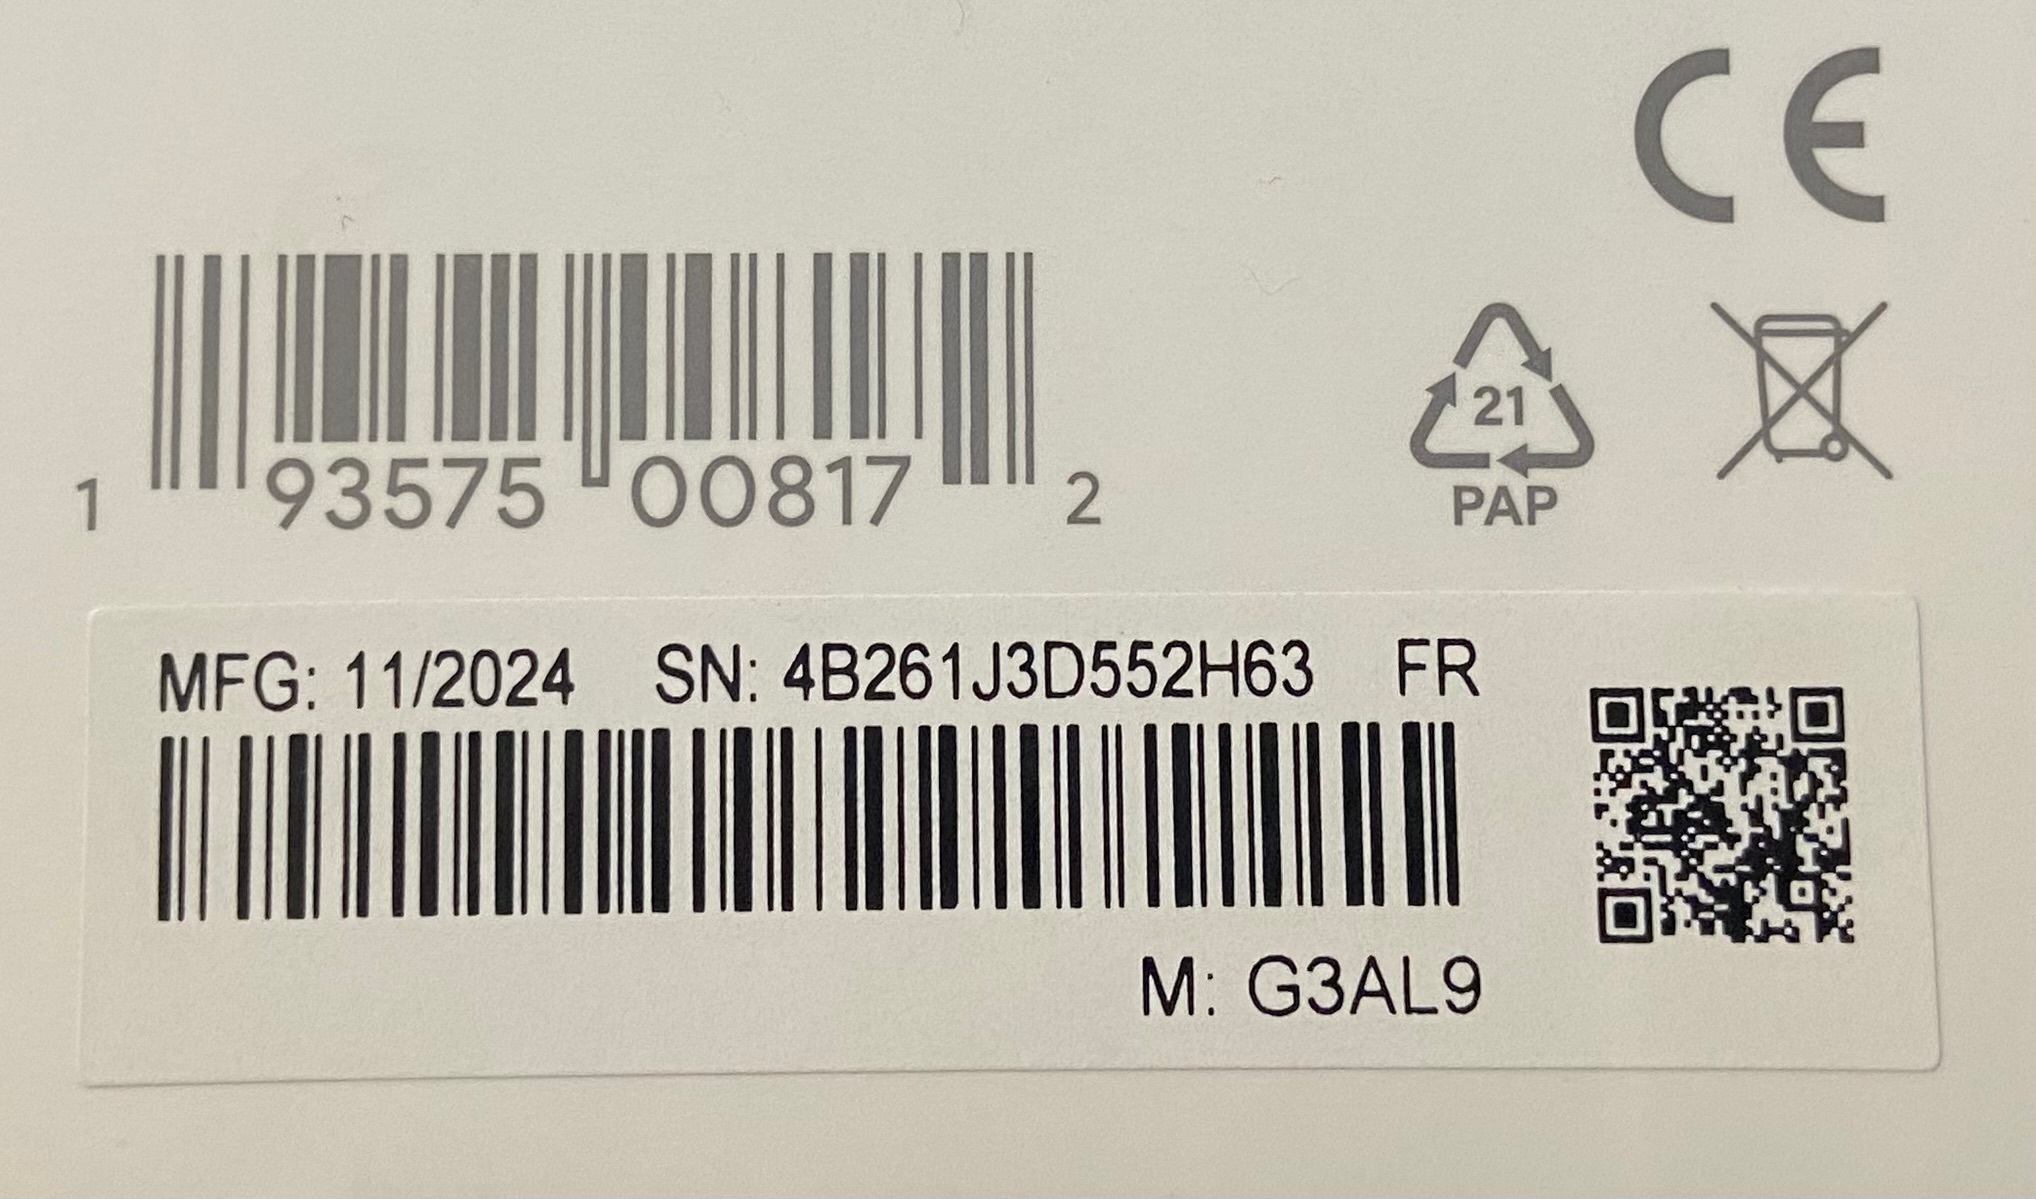 CE
21
PAP
1 93575 00817 2
MFG: 11/2024 SN: 4B261J3D552H63 FR
M: G3AL9